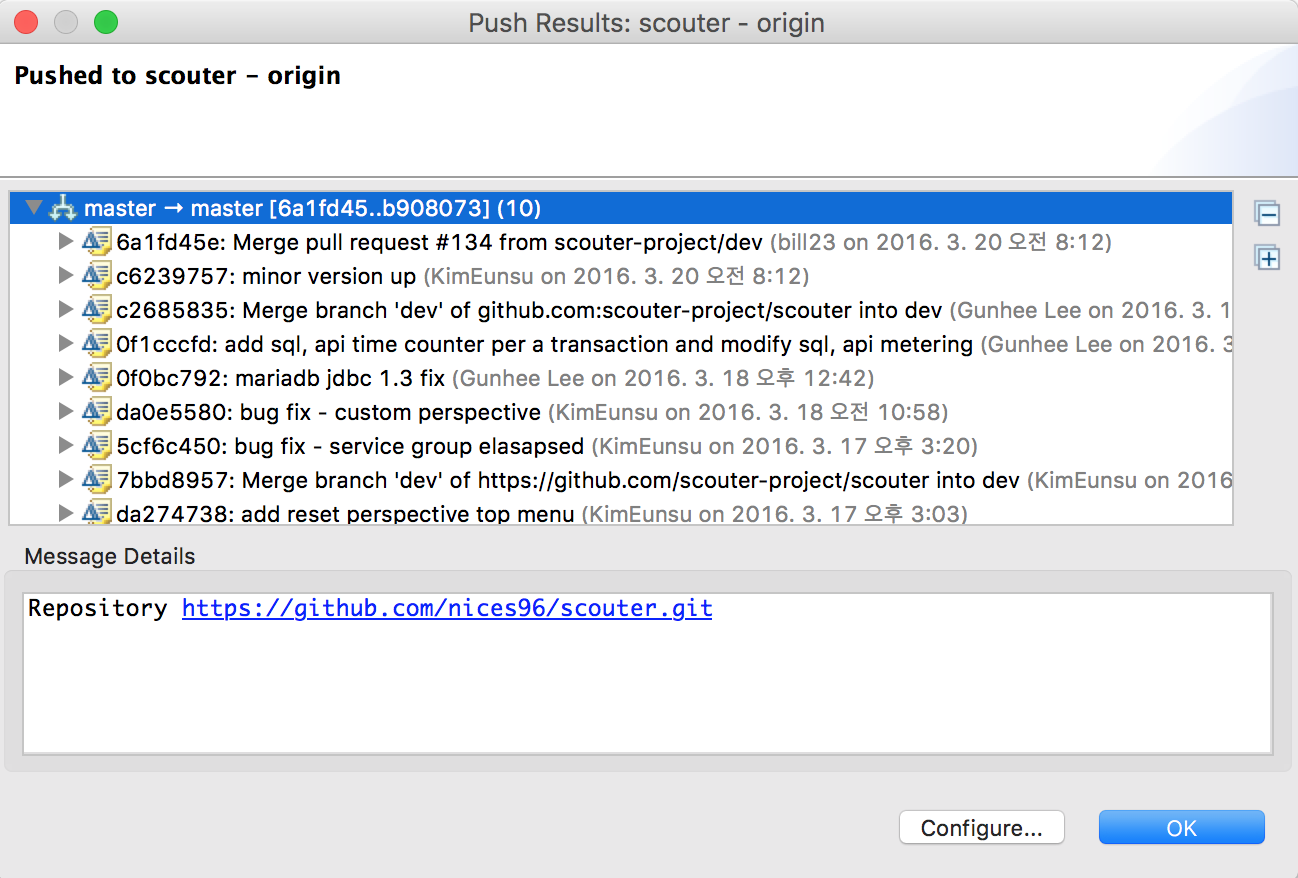 Push Results: scouter - origin
Pushed to scouter - origin
master → master [6a1fd45..b908073] (10)
6a1fd45e: Merge pull request #134 from scouter-project/dev (bill23 on 2016. 3. 20 오전 8:12)
c6239757: minor version up (KimEunsu on 2016. 3. 20 오전 8:12)
c2685835: Merge branch 'dev' of github.com:scouter-project/scouter into dev (Gunhee Lee on 2016. 3. 1
0f1cccfd: add sql, api time counter per a transaction and modify sql, api metering (Gunhee Lee on 2016. 3
0f0bc792: mariadb jdbc 1.3 fix (Gunhee Lee on 2016. 3. 18 오후 12:42)
da0e5580: bug fix - custom perspective (KimEunsu on 2016. 3. 18 오전 10:58)
5cf6c450: bug fix - service group elasapsed (KimEunsu on 2016. 3. 17 오후 3:20)
7bbd8957: Merge branch 'dev' of https://github.com/scouter-project/scouter into dev (KimEunsu on 2016
da274738: add reset perspective top menu (KimEunsu on 2016. 3. 17 오후 3:03)
Message Details
Repository https://github.com/nices96/scouter.git
Configure... OK